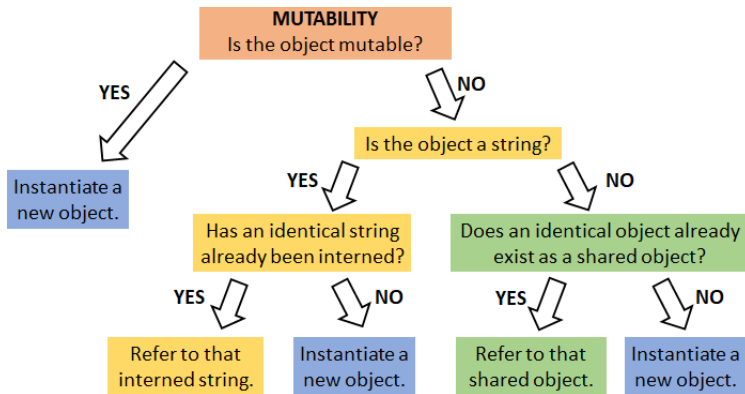 MUTABILITY
Is the object mutable?
YES
NO
Is the object a string?
Instantiate a
new object.
YES
NO
Has an identical string
already been interned?
Does an identical object already
exist as a shared object?
YES
NO
YES
NO
Refer to that
interned string.
Instantiate a
new object.
Refer to that
shared object.
Instantiate a
new object.